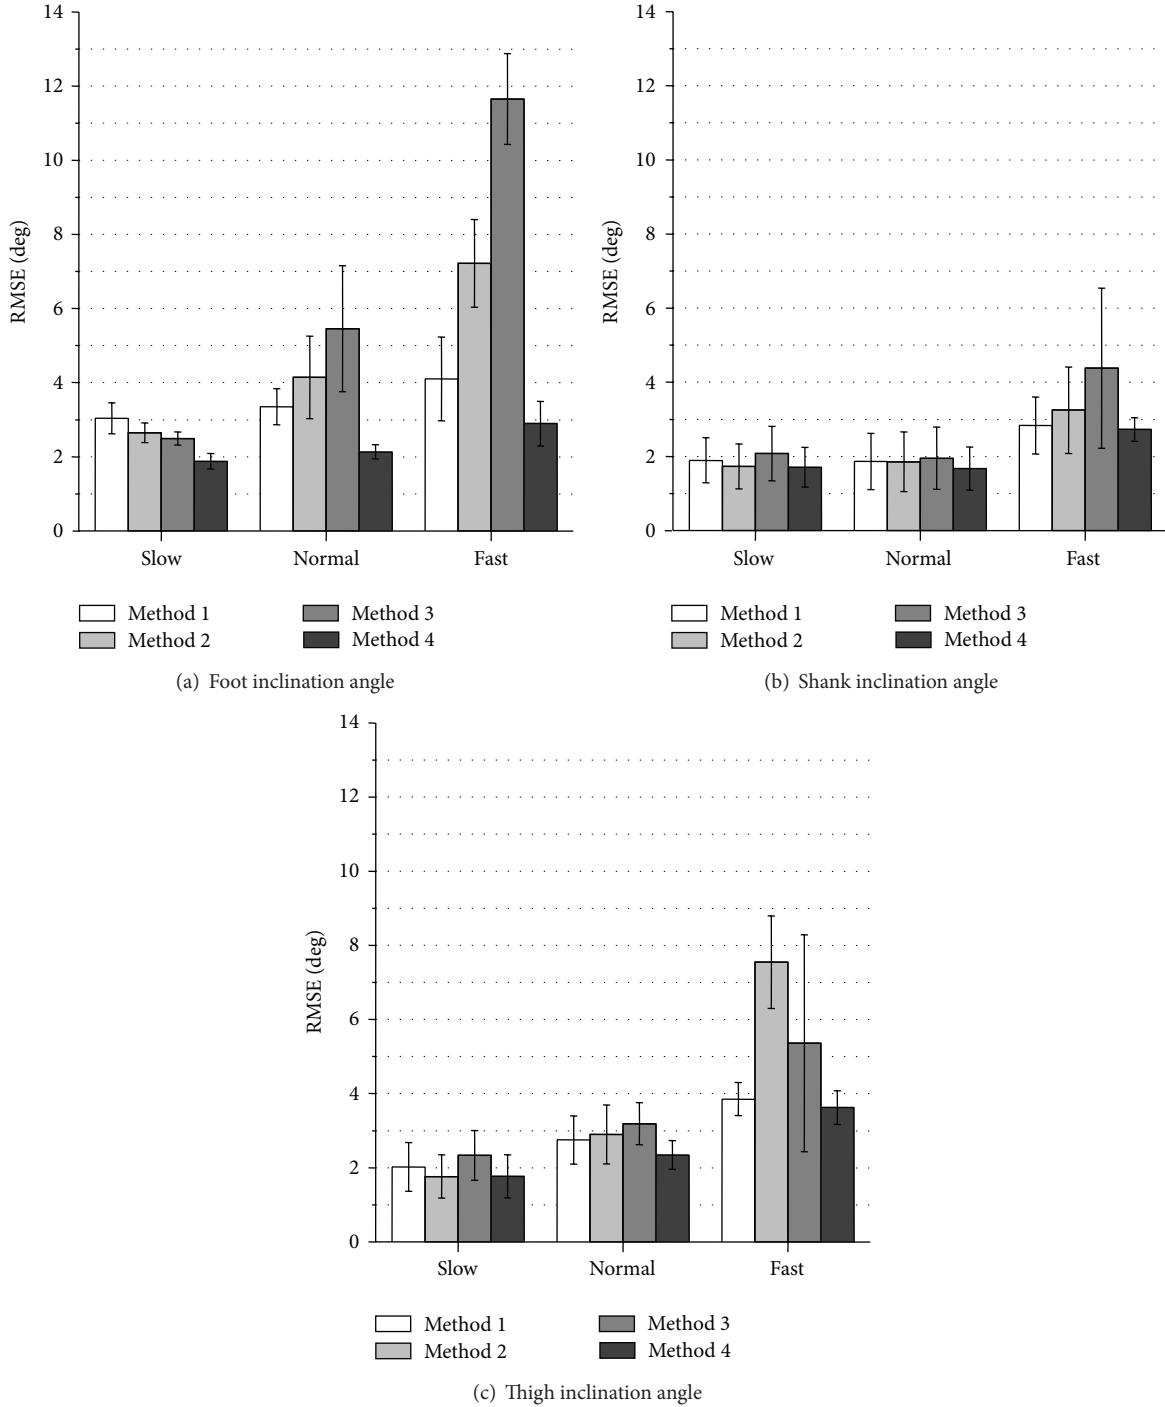 14
12
10
8
6
4
2
0
RMSE (deg)
Slow Normal Fast
Method 1 Method 3
Method 2 Method 4
(a) Foot inclination angle
14
12
10
8
6
4
2
0
RMSE (deg)
Slow Normal Fast
Method 1 Method 3
Method 2 Method 4
(b) Shank inclination angle
14
12
10
8
6
4
2
0
RMSE (deg)
Slow Normal Fast
Method 1 Method 3
Method 2 Method 4
(c) Thigh inclination angle